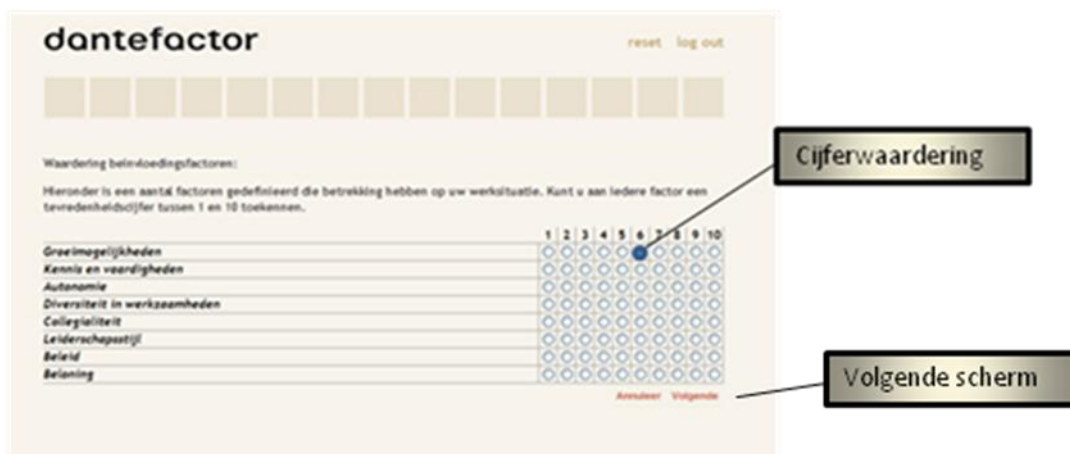 dantefactor
reset log out
Waardering beïnvloedingsfactoren:
Hieronder is een aantal factoren gedefinieerd die betrekking hebben op uw werksituatie. Kunt u aan iedere factor een
tevredenheidscijfer tussen 1 en 10 toekennen.
1 2 3 4 5 6 7 8 9 10
Groeimogelijkheden
Kennis en vaardigheden
Autonomie
Diversiteit in werkzaamheden
Collegialiteit
Leiderschapsstijl
Beleid
Beloning
Annuleer Volgende
Cijferwaardering
Volgende scherm